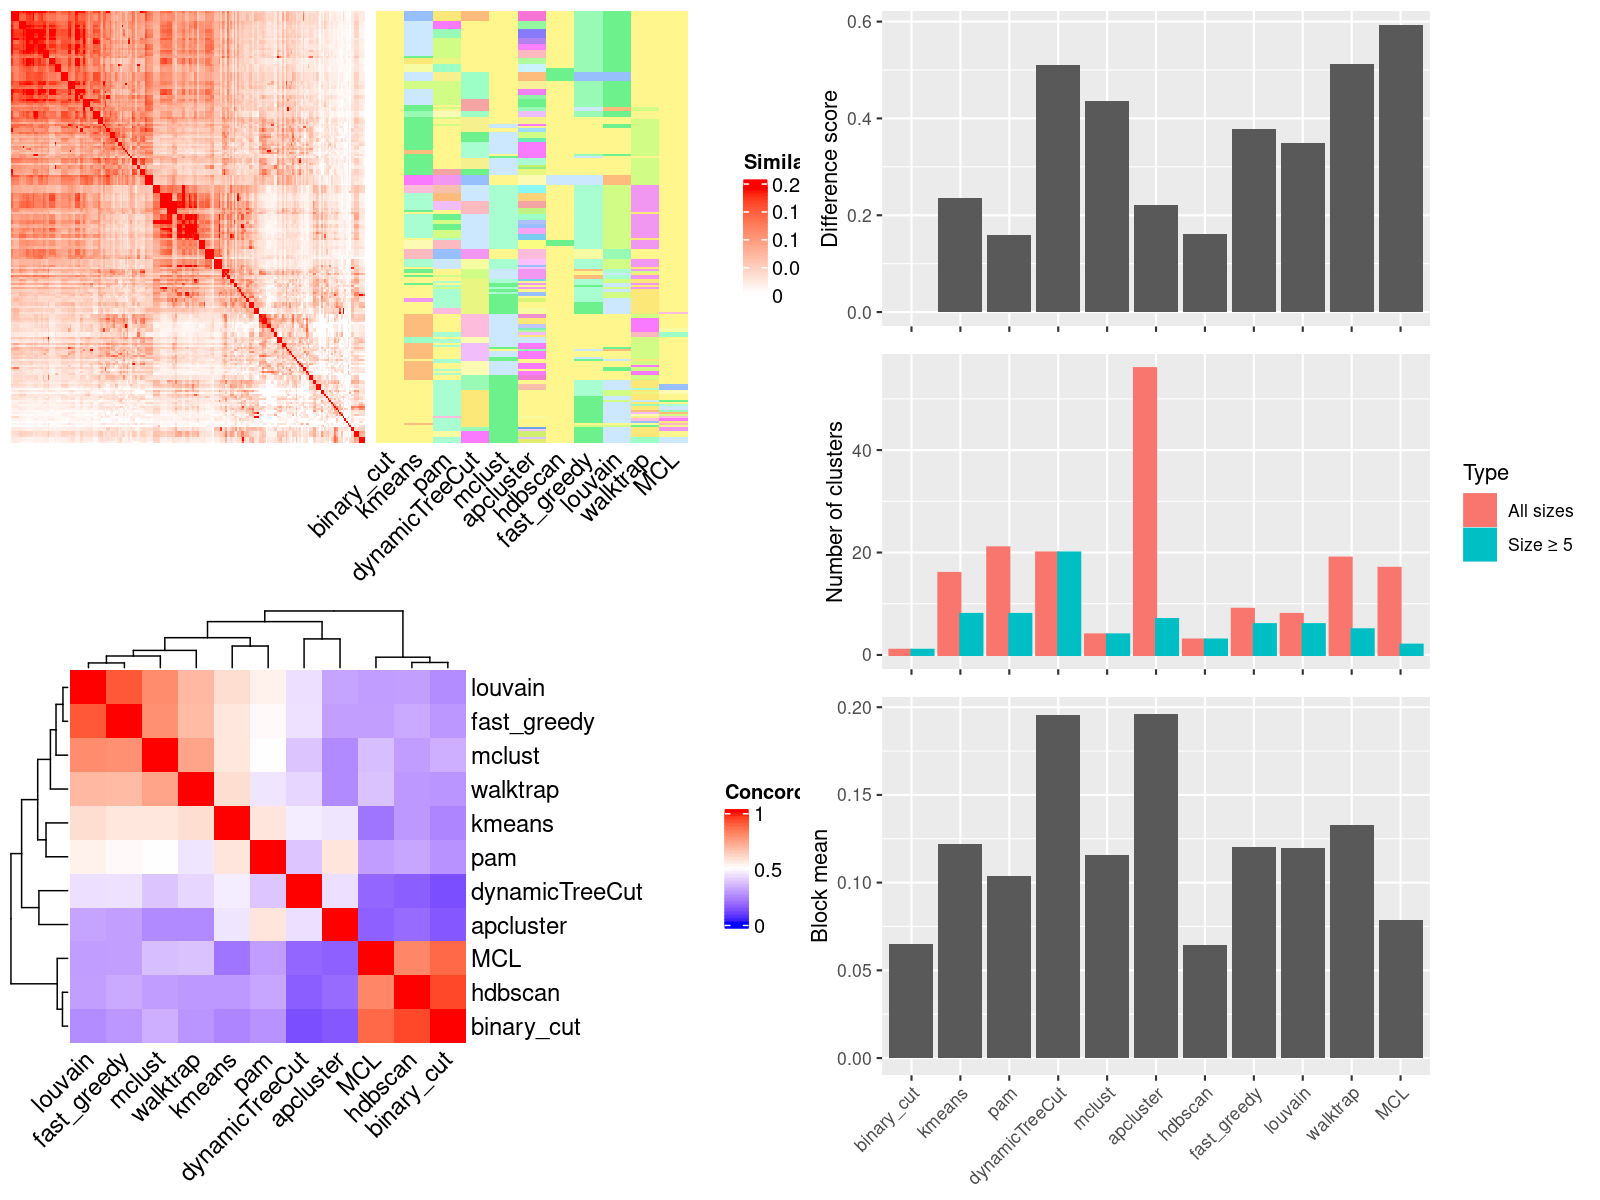 Simila
0.2
0.1
0.1
0.0
0
binary_cut
kmeans
pam
dynamicTreeCut
mclust
apcluster
hdbscan
fast_greedy
louvain
walktrap
MCL
louvain
fast_greedy
mclust
walktrap
kmeans
pam
dynamicTreeCut
apcluster
MCL
hdbscan
binary_cut
louvain
fast_greedy
mclust
walktrap
kmeans
pam
dynamicTreeCut
apcluster
MCL
hdbscan
binary_cut
Concord
1
0.5
0
Difference score
0.6
0.4
0.2
0.0
Number of clusters
40
20
0
Type
All sizes
Size ≥ 5
Block mean
0.20
0.15
0.10
0.05
0.00
binary_cut
kmeans
pam
dynamicTreeCut
mclust
apcluster
hdbscan
fast_greedy
louvain
walktrap
MCL